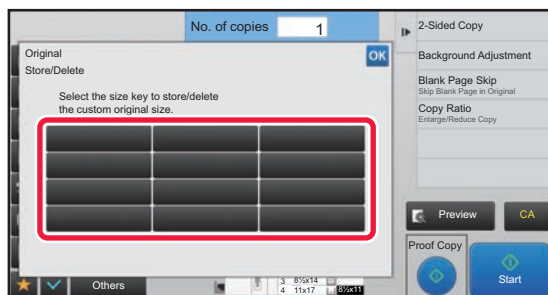 No. of copies 1
Original
OK
Store/Delete
Select the size key to store/delete
the custom original size.
2-Sided Copy
Background Adjustment
Blank Page Skip
Skip Blank Page in Original
Copy Ratio
Enlarge/Reduce Copy
Preview
CA
Proof Copy
Start
Others
3 8½x14
4 11x17
8½x11